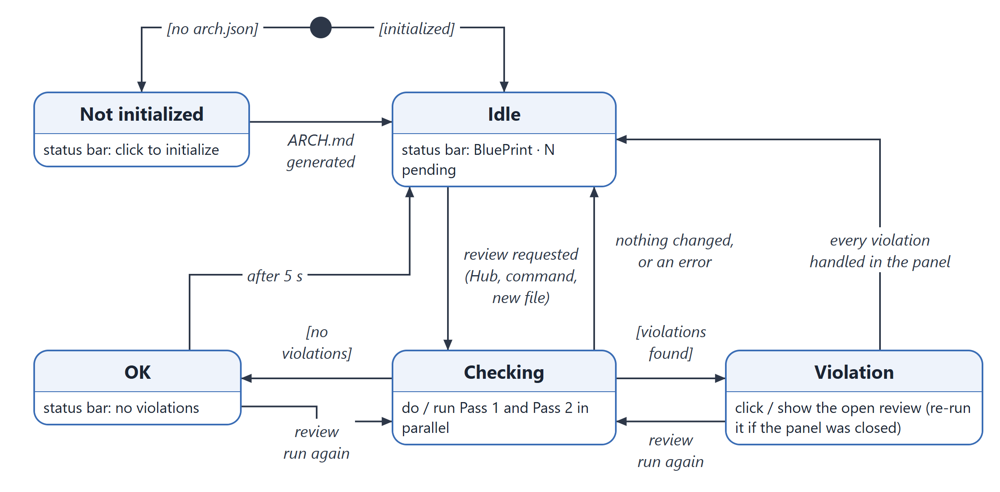 [no arch.json]
[initialized]
Not initialized
status bar: click to initialize
ARCH.md
generated
Idle
status bar: BluePrint · N
pending
after 5 s
review requested
(Hub, command,
new file)
nothing changed,
or an error
every violation
handled in the panel
[no
violations]
[violations
found]
OK
status bar: no violations
review
run again
Checking
do / run Pass 1 and Pass 2 in
parallel
review
run again
Violation
click / show the open review (re-run
it if the panel was closed)